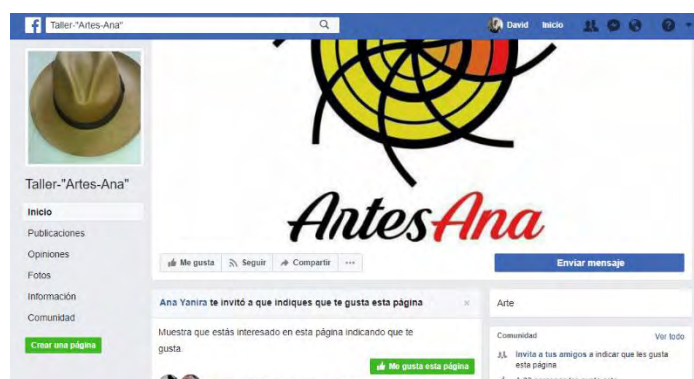 Taller-"Artes-Ana"
David Inicio
Taller-"Artes-Ana"
Inicio
Publicaciones
Opiniones
Fotos
Información
Comunidad
Crear una página
ArtesAna
Me gusta Seguir Compartir ...
Enviar mensaje
Ana Yanira te invitó a que indiques que te gusta esta página
Muestra que estás interesado en esta página indicando que te
gusta.
Me gusta esta página
Arte
Comunidad Ver todo
Invita a tus amigos a indicar que les gusta
esta página